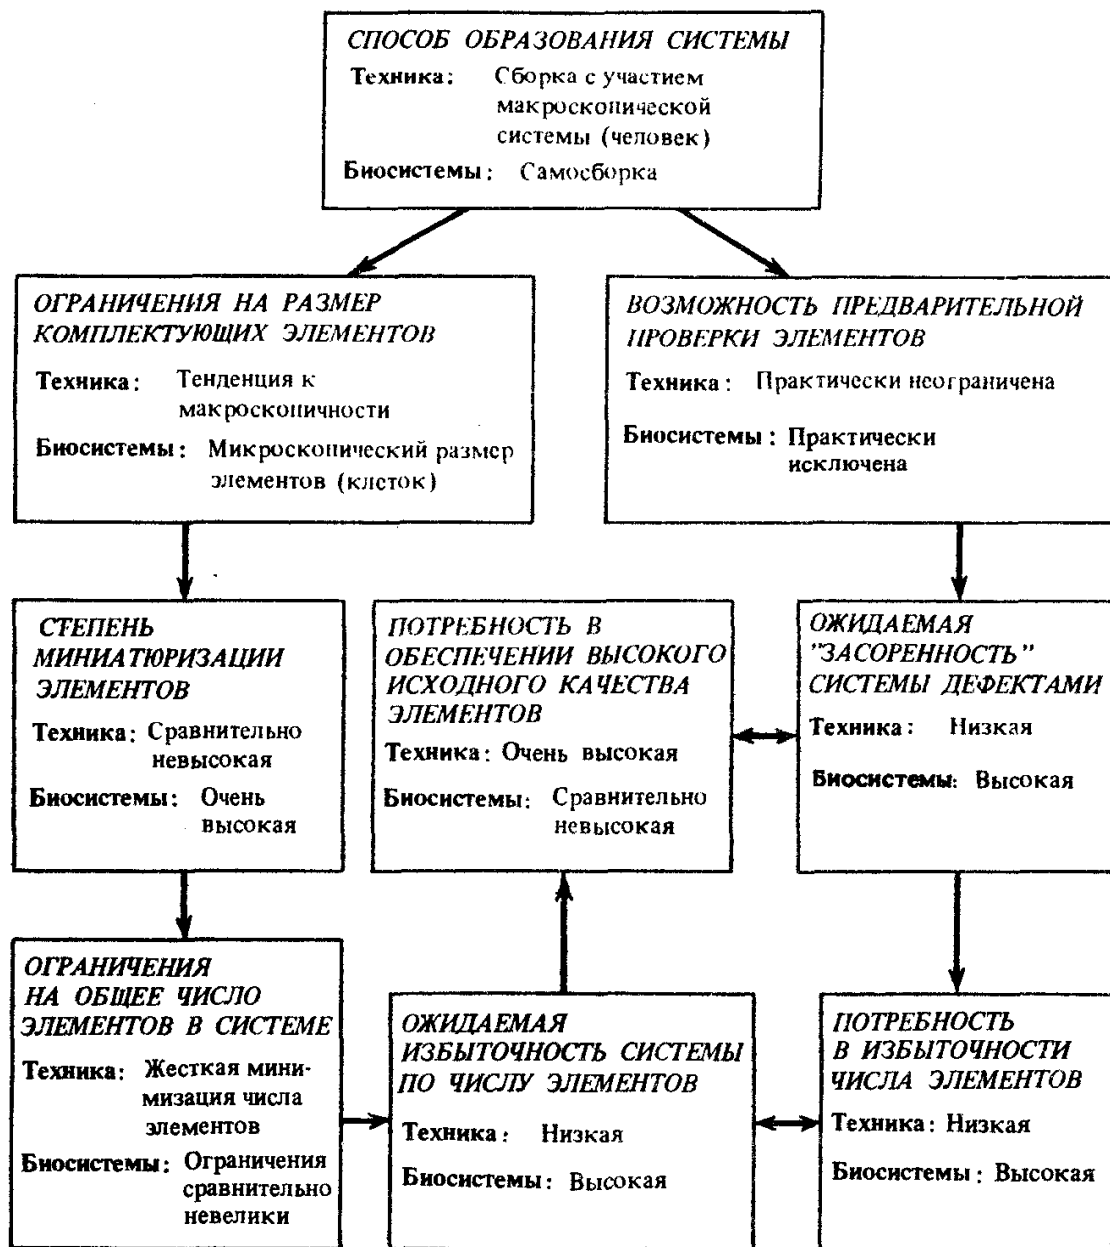 СПОСОБ ОБРАЗОВАНИЯ СИСТЕМЫ
Техника: Сборка с участием
макроскопической
системы (человек)
Биосистемы: Самосборка
ОГРАНИЧЕНИЯ НА РАЗМЕР
КОМПЛЕКТУЮЩИХ ЭЛЕМЕНТОВ
Техника: Тенденция к
макроскопичности
Биосистемы: Микроскопический размер
элементов (клеток)
ВОЗМОЖНОСТЬ ПРЕДВАРИТЕЛЬНОЙ
ПРОВЕРКИ ЭЛЕМЕНТОВ
Техника: Практически неограничена
Биосистемы: Практически
исключена
СТЕПЕНЬ
МИНИАТЮРИЗАЦИИ
ЭЛЕМЕНТОВ
Техника: Сравнительно
невысокая
Биосистемы: Очень
высокая
ПОТРЕБНОСТЬ В
ОБЕСПЕЧЕНИИ ВЫСОКОГО
ИСХОДНОГО КАЧЕСТВА
ЭЛЕМЕНТОВ
Техника: Очень высокая
Биосистемы: Сравнительно
невысокая
ОЖИДАЕМАЯ
"ЗАСОРЕННОСТЬ"
СИСТЕМЫ ДЕФЕКТАМИ
Техника: Низкая
Биосистемы: Высокая
ОГРАНИЧЕНИЯ
НА ОБЩЕЕ ЧИСЛО
ЭЛЕМЕНТОВ В СИСТЕМЕ
Техника: Жесткая мини-
мизация числа
элементов
Биосистемы: Ограничения
сравнительно
невелики
ОЖИДАЕМАЯ
ИЗБЫТОЧНОСТЬ СИСТЕМЫ
ПО ЧИСЛУ ЭЛЕМЕНТОВ
Техника: Низкая
Биосистемы: Высокая
ПОТРЕБНОСТЬ
В ИЗБЫТОЧНОСТИ
ЧИСЛА ЭЛЕМЕНТОВ
Техника: Низкая
Биосистемы: Высокая